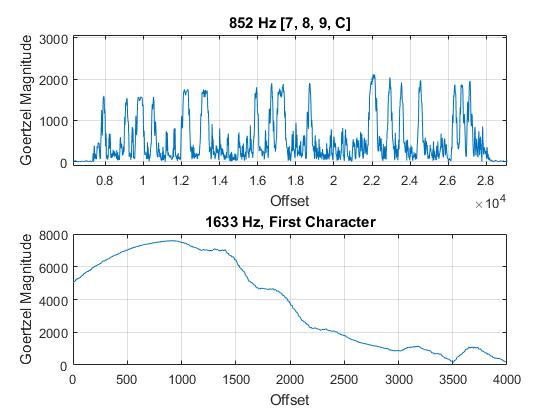 852 Hz [7, 8, 9, C]
Goertzel Magnitude
3000
2000
1000
0
0.8 1 1.2 1.4 1.6 1.8 2 2.2 2.4 2.6 2.8
Offset
×10⁴
1633 Hz, First Character
Goertzel Magnitude
8000
6000
4000
2000
0
0 500 1000 1500 2000 2500 3000 3500 4000
Offset